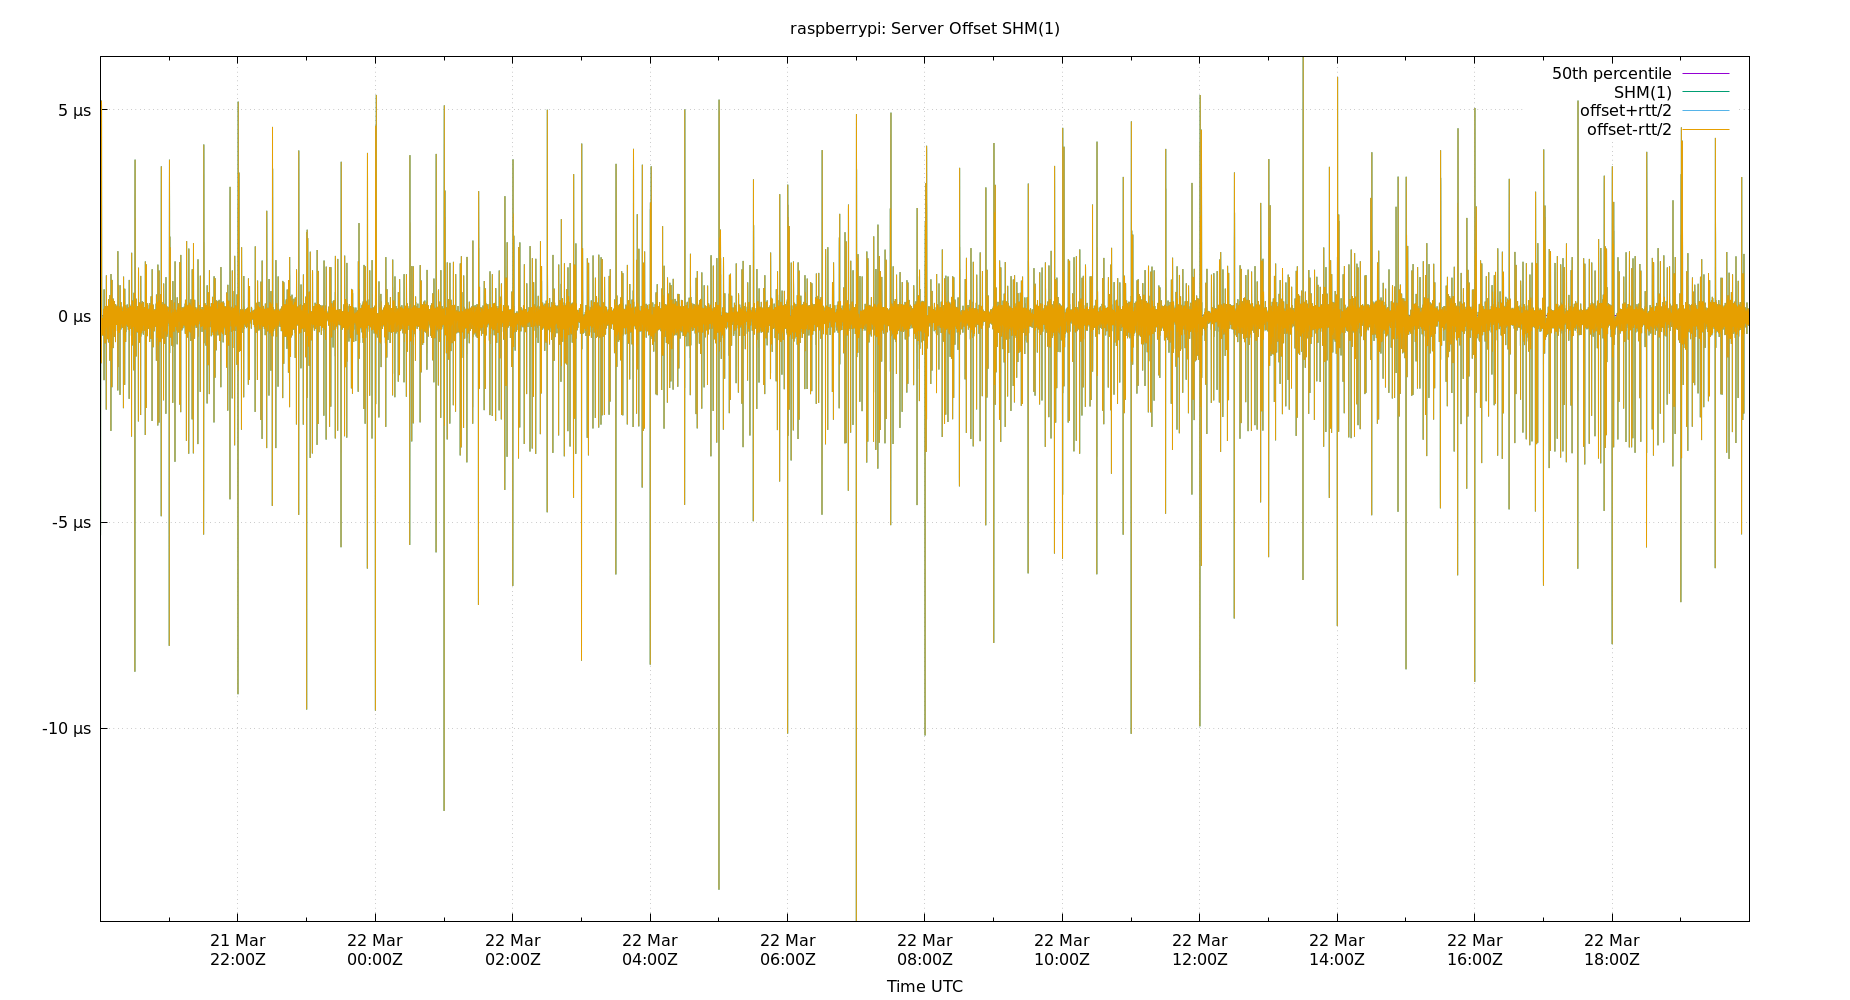 raspberrypi: Server Offset SHM(1)
50th percentile
SHM(1)
offset+rtt/2
offset-rtt/2
5 µs
0 µs
-5 µs
-10 µs
21 Mar 22 Mar 22 Mar 22 Mar 22 Mar 22 Mar 22 Mar 22 Mar 22 Mar 22 Mar 22 Mar
22:00Z 00:00Z 02:00Z 04:00Z 06:00Z 08:00Z 10:00Z 12:00Z 14:00Z 16:00Z 18:00Z
Time UTC